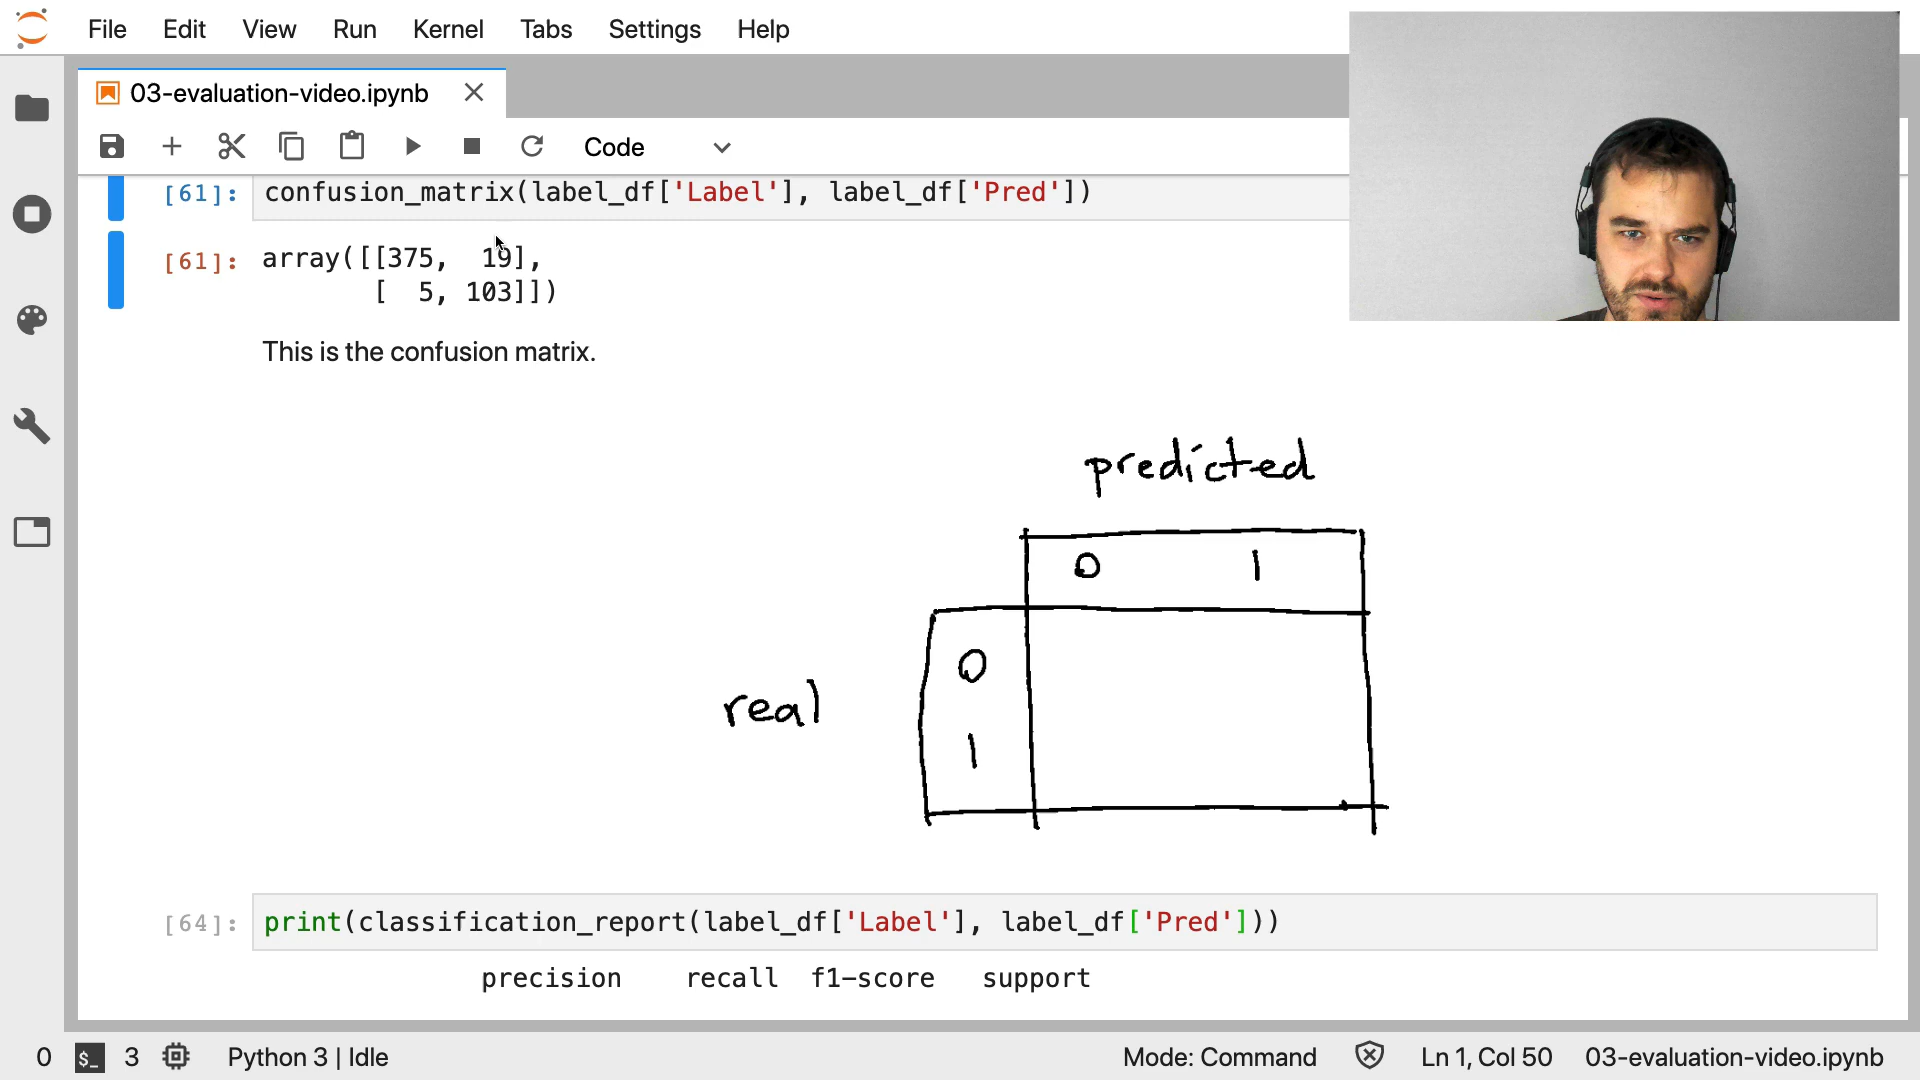 File Edit View Run Kernel Tabs Settings Help
03-evaluation-video.ipynb
Code
[61]: confusion_matrix(label_df['Label'], label_df['Pred'])
[61]: array([[375, 19],
[ 5, 103]])
This is the confusion matrix.
predicted
0 1
0
real
1
[64]: print(classification_report(label_df['Label'], label_df['Pred']))
precision recall f1-score support
0 $_ 3 Python 3 | Idle Mode: Command Ln 1, Col 50 03-evaluation-video.ipynb